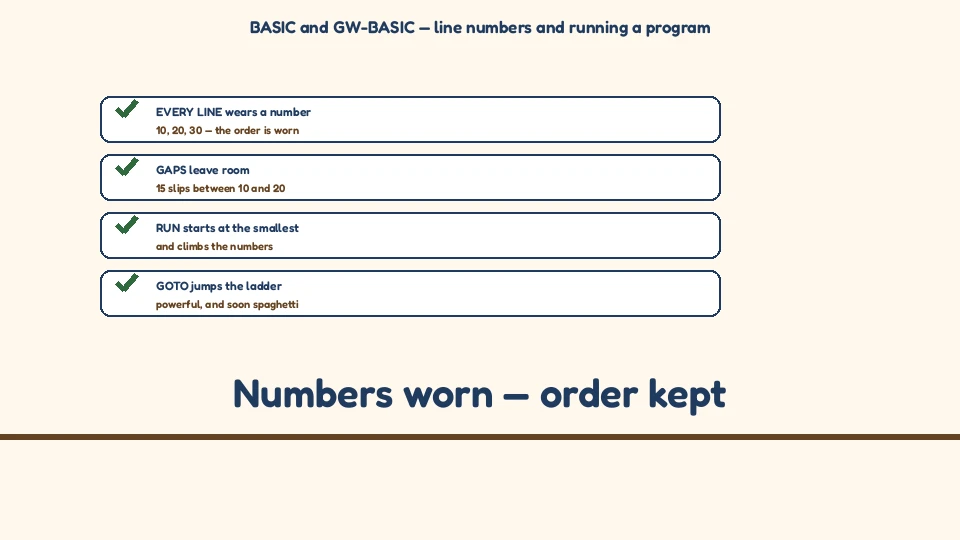 BASIC and GW-BASIC — line numbers and running a program
EVERY LINE wears a number
10, 20, 30 — the order is worn
GAPS leave room
15 slips between 10 and 20
RUN starts at the smallest
and climbs the numbers
GOTO jumps the ladder
powerful, and soon spaghetti
Numbers worn — order kept